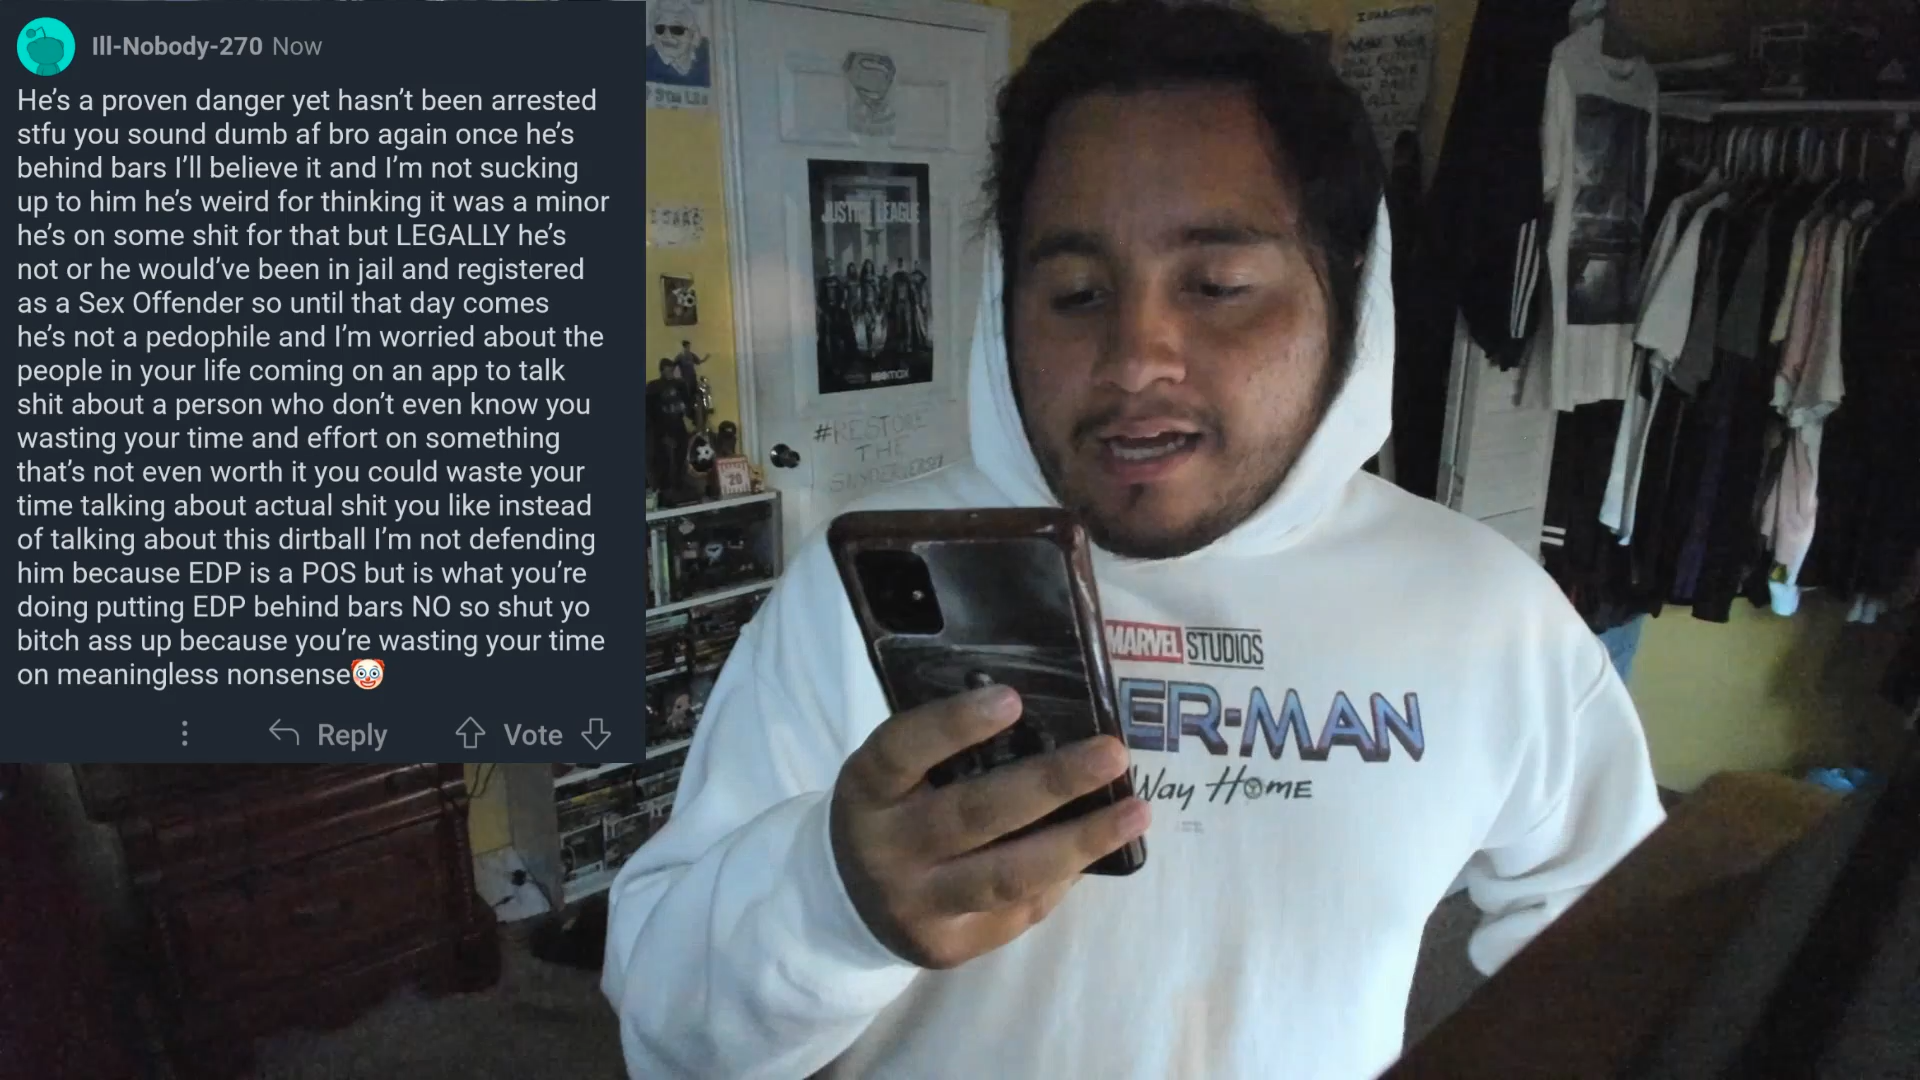 Ill-Nobody-270 Now
He's a proven danger yet hasn't been arrested
stfu you sound dumb af bro again once he's
behind bars I'll believe it and I'm not sucking
up to him he's weird for thinking it was a minor
he's on some shit for that but LEGALLY he's
not or he would've been in jail and registered
as a Sex Offender so until that day comes
he's not a pedophile and I'm worried about the
people in your life coming on an app to talk
shit about a person who don't even know you
wasting your time and effort on something
that's not even worth it you could waste your
time talking about actual shit you like instead
of talking about this dirtball I'm not defending
him because EDP is a POS but is what you're
doing putting EDP behind bars NO so shut yo
bitch ass up because you're wasting your time
on meaningless nonsense🤡
Reply Vote
JUSTICE LEAGUE
HBOMAX
#RESTORE
THE
SNYDERVERSE
20
MARVEL STUDIOS
ER-MAN
Way Home